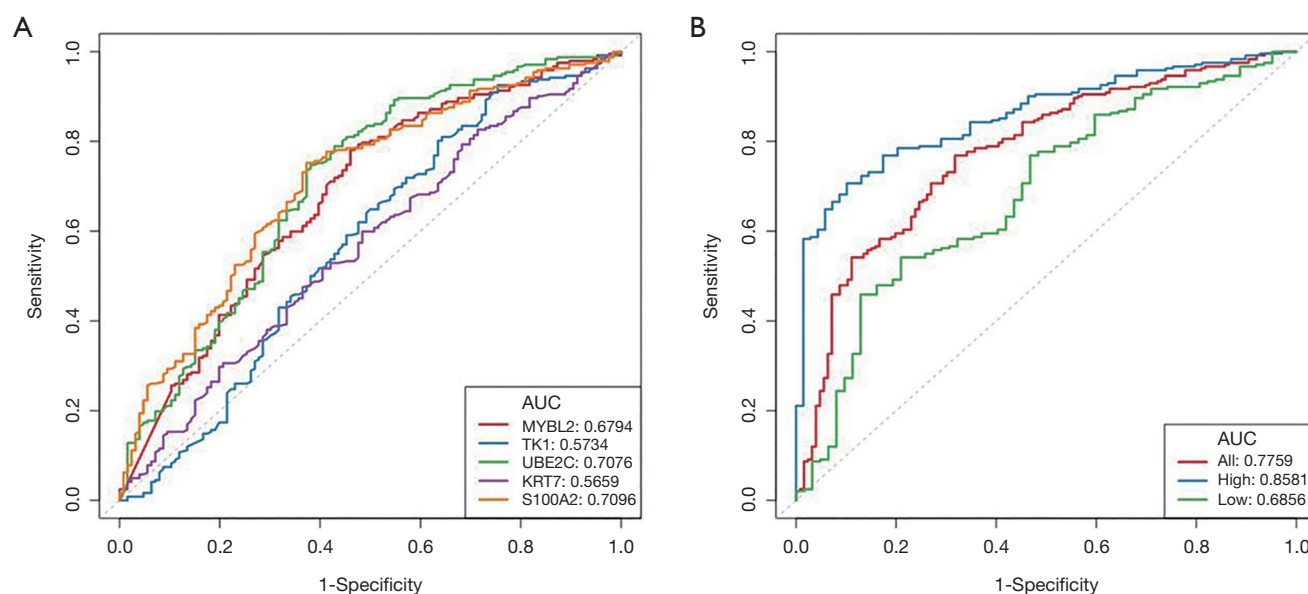 A
Sensitivity
1.0
0.8
0.6
0.4
0.2
0.0
AUC
MYBL2: 0.6794
TK1: 0.5734
UBE2C: 0.7076
KRT7: 0.5659
S100A2: 0.7096
0.0 0.2 0.4 0.6 0.8 1.0
1-Specificity
B
Sensitivity
1.0
0.8
0.6
0.4
0.2
0.0
AUC
All: 0.7759
High: 0.8581
Low: 0.6856
0.0 0.2 0.4 0.6 0.8 1.0
1-Specificity